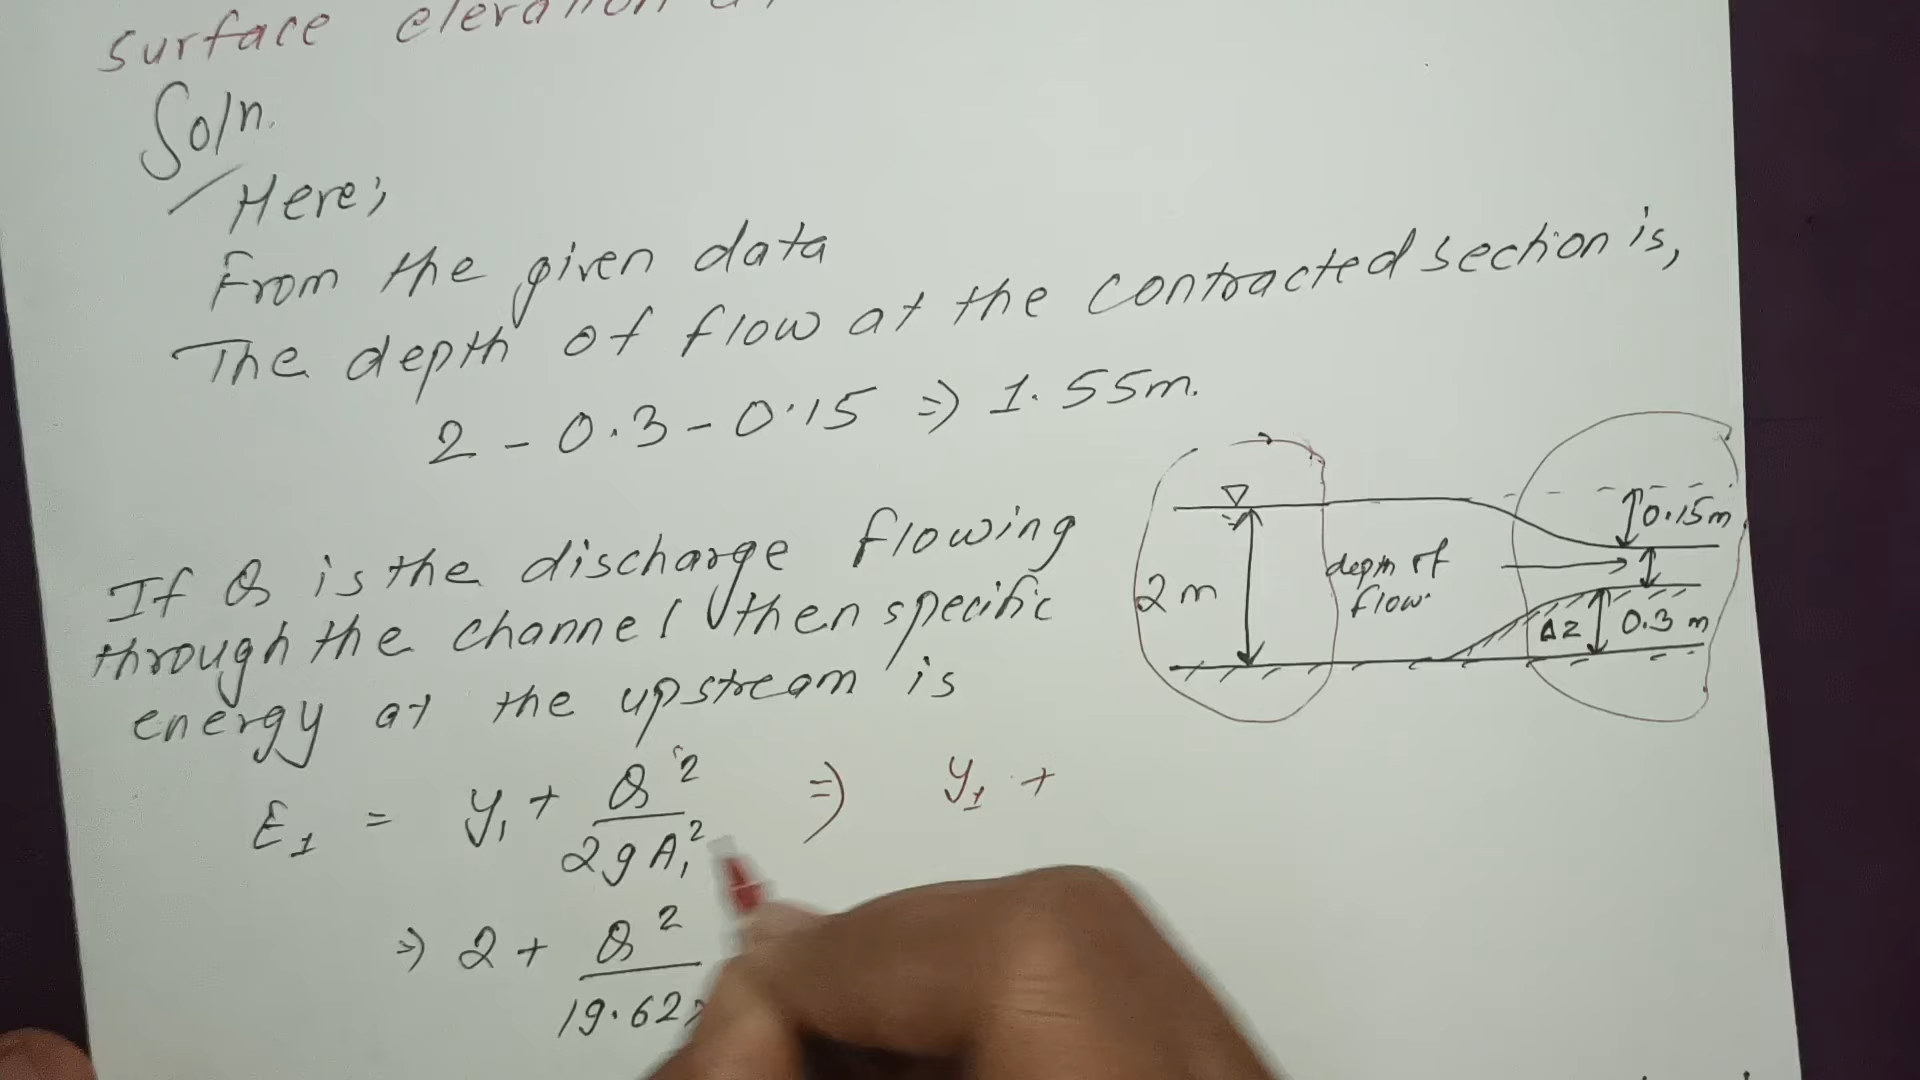 surface elevation
Soln.
Here;
From the given data
The depth of flow at the contracted section is,
2 - 0.3 - 0.15 ⇒ 1.55m.
If Q is the discharge flowing
through the channel then specific
energy at the upstream is
E₁ = y₁ + Q²/2gA₁² ⇒ y₁ +
⇒ 2 + Q²/19.62
0.15m
2m
depth of
flow.
Δz 0.3 m